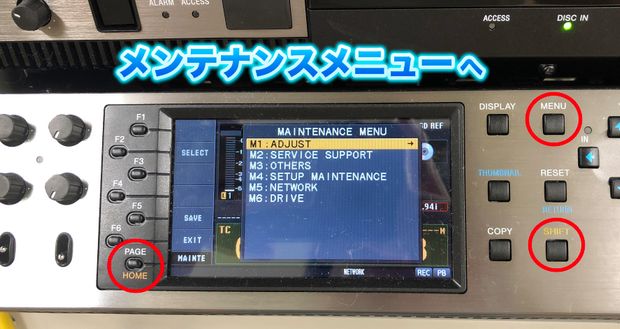 ALARM ACCESS
ACCESS
DISC IN
メンテナンスメニューへ
F1
F2
F3
F4
F5
F6
PAGE
HOME
SELECT
SAVE
EXIT
MAINTE
MAINTENANCE MENU
M1:ADJUST →
M2:SERVICE SUPPORT
M3:OTHERS
M4:SETUP MAINTENANCE
M5:NETWORK
M6:DRIVE
REF
TC
NETWORK
REC PB
DISPLAY
MENU
IN
THUMBNAIL
RESET
RETURN
COPY
SHIFT